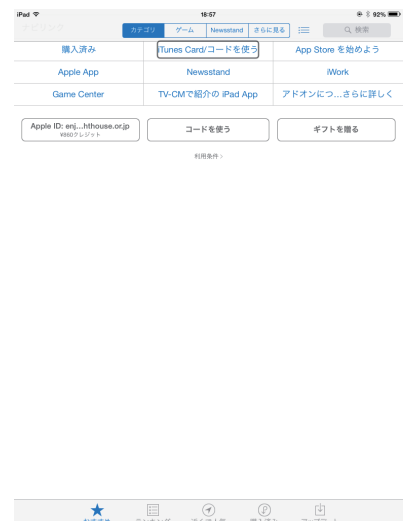 iPad 18:57 92%
ナビリンク カテゴリ ゲーム Newsstand さらに見る 検索
購入済み iTunes Card/コードを使う App Store を始めよう
Apple App Newsstand iWork
Game Center TV-CMで紹介の iPad App アドオンにつ...さらに詳しく
Apple ID: enj...hthouse.or.jp コードを使う ギフトを贈る
¥860クレジット
利用条件 〉